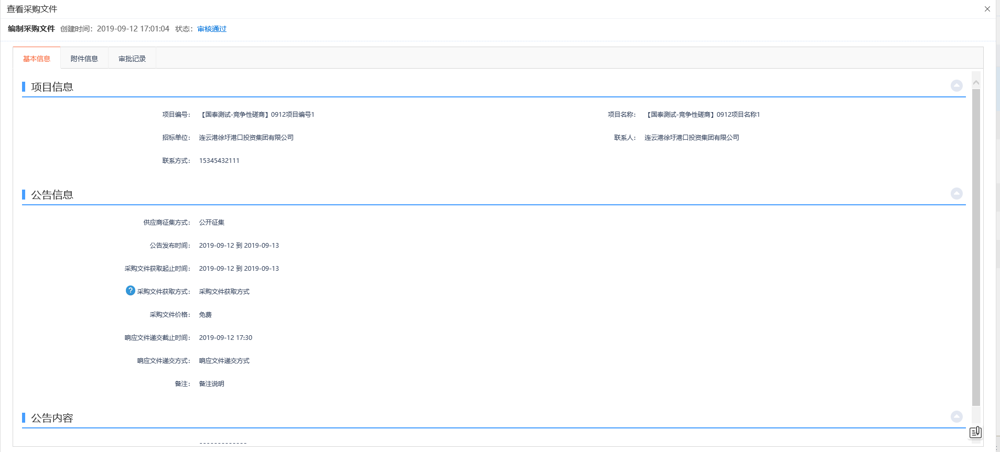 查看采购文件
编制采购文件 创建时间：2019-09-12 17:01:04 状态：审核通过
基本信息 附件信息 审批记录
项目信息
项目编号： 【国泰测试-竞争性磋商】0912项目编号1 项目名称： 【国泰测试-竞争性磋商】0912项目名称1
招标单位： 连云港徐圩港口投资集团有限公司 联系人： 连云港徐圩港口投资集团有限公司
联系方式： 15345432111
公告信息
供应商征集方式： 公开征集
公告发布时间： 2019-09-12 到 2019-09-13
采购文件获取起止时间： 2019-09-12 到 2019-09-13
? 采购文件获取方式： 采购文件获取方式
采购文件价格： 免费
响应文件递交截止时间： 2019-09-12 17:30
响应文件递交方式： 响应文件递交方式
备注： 备注说明
公告内容